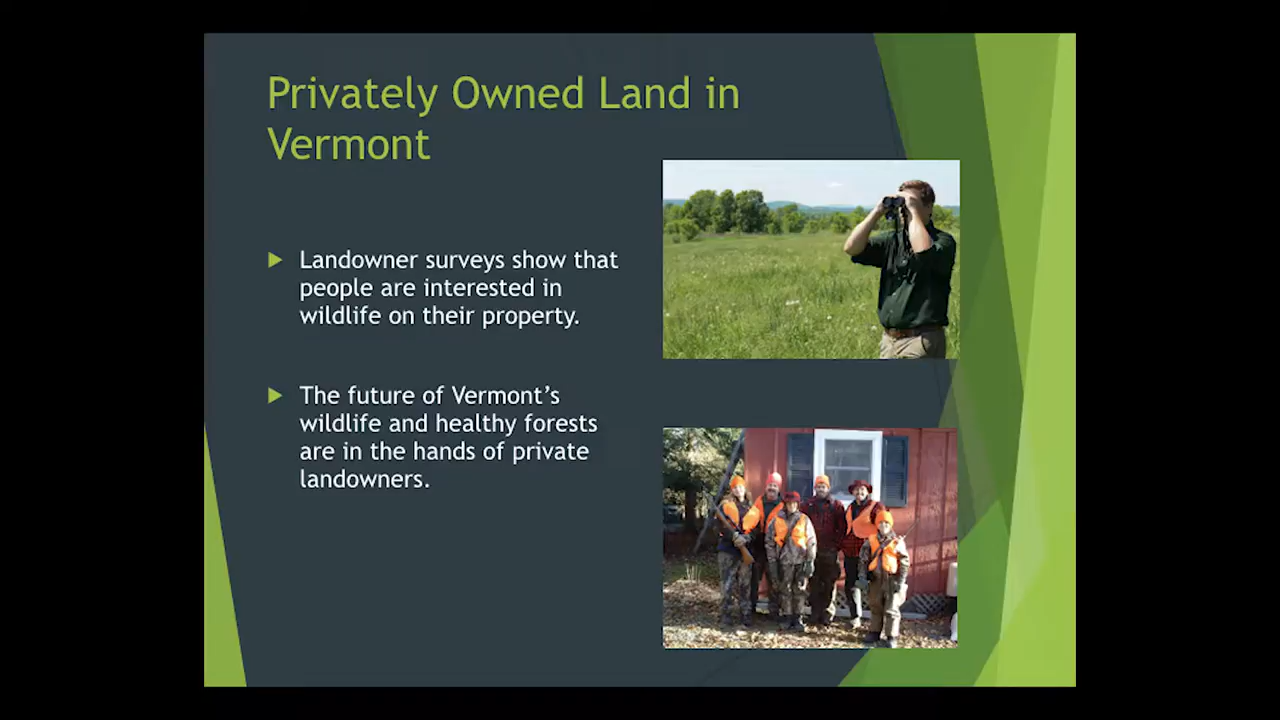 Privately Owned Land in
Vermont
Landowner surveys show that
people are interested in
wildlife on their property.
The future of Vermont’s
wildlife and healthy forests
are in the hands of private
landowners.